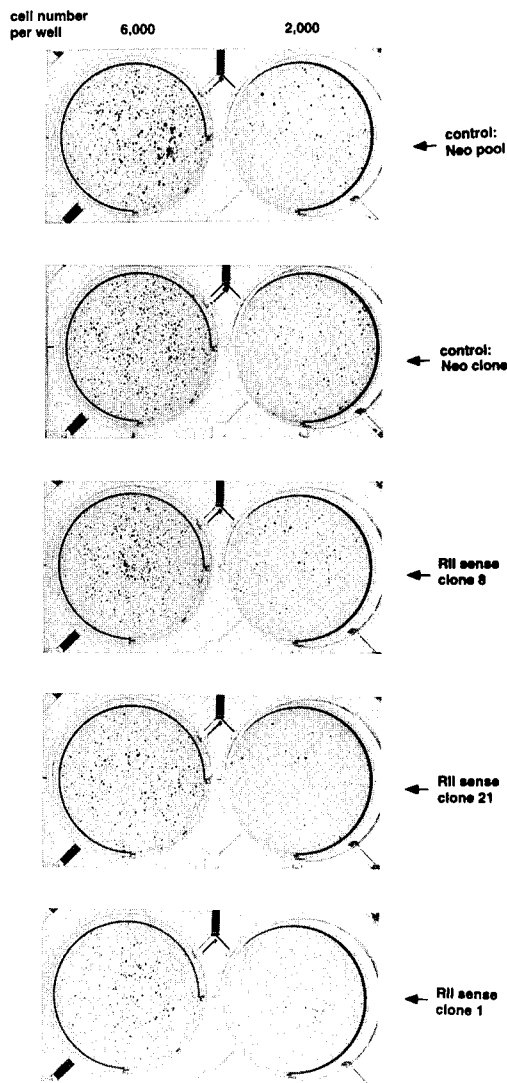 cell number
per well
6,000
2,000
control:
Neo pool
control:
Neo clone
RII sense
clone 8
RII sense
clone 21
RII sense
clone 1